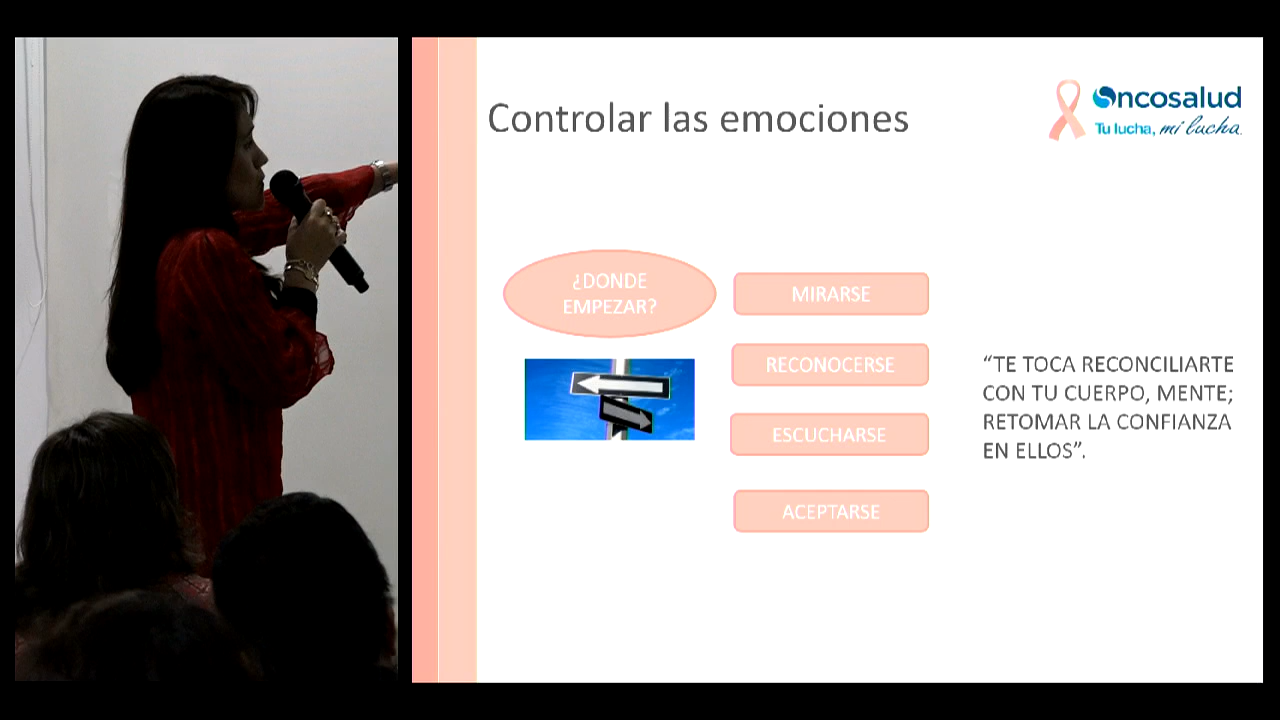 Controlar las emociones
Oncosalud
Tu lucha, mi lucha.
¿DONDE
EMPEZAR?
MIRARSE
RECONOCERSE
ESCUCHARSE
ACEPTARSE
“TE TOCA RECONCILIARTE
CON TU CUERPO, MENTE;
RETOMAR LA CONFIANZA
EN ELLOS”.